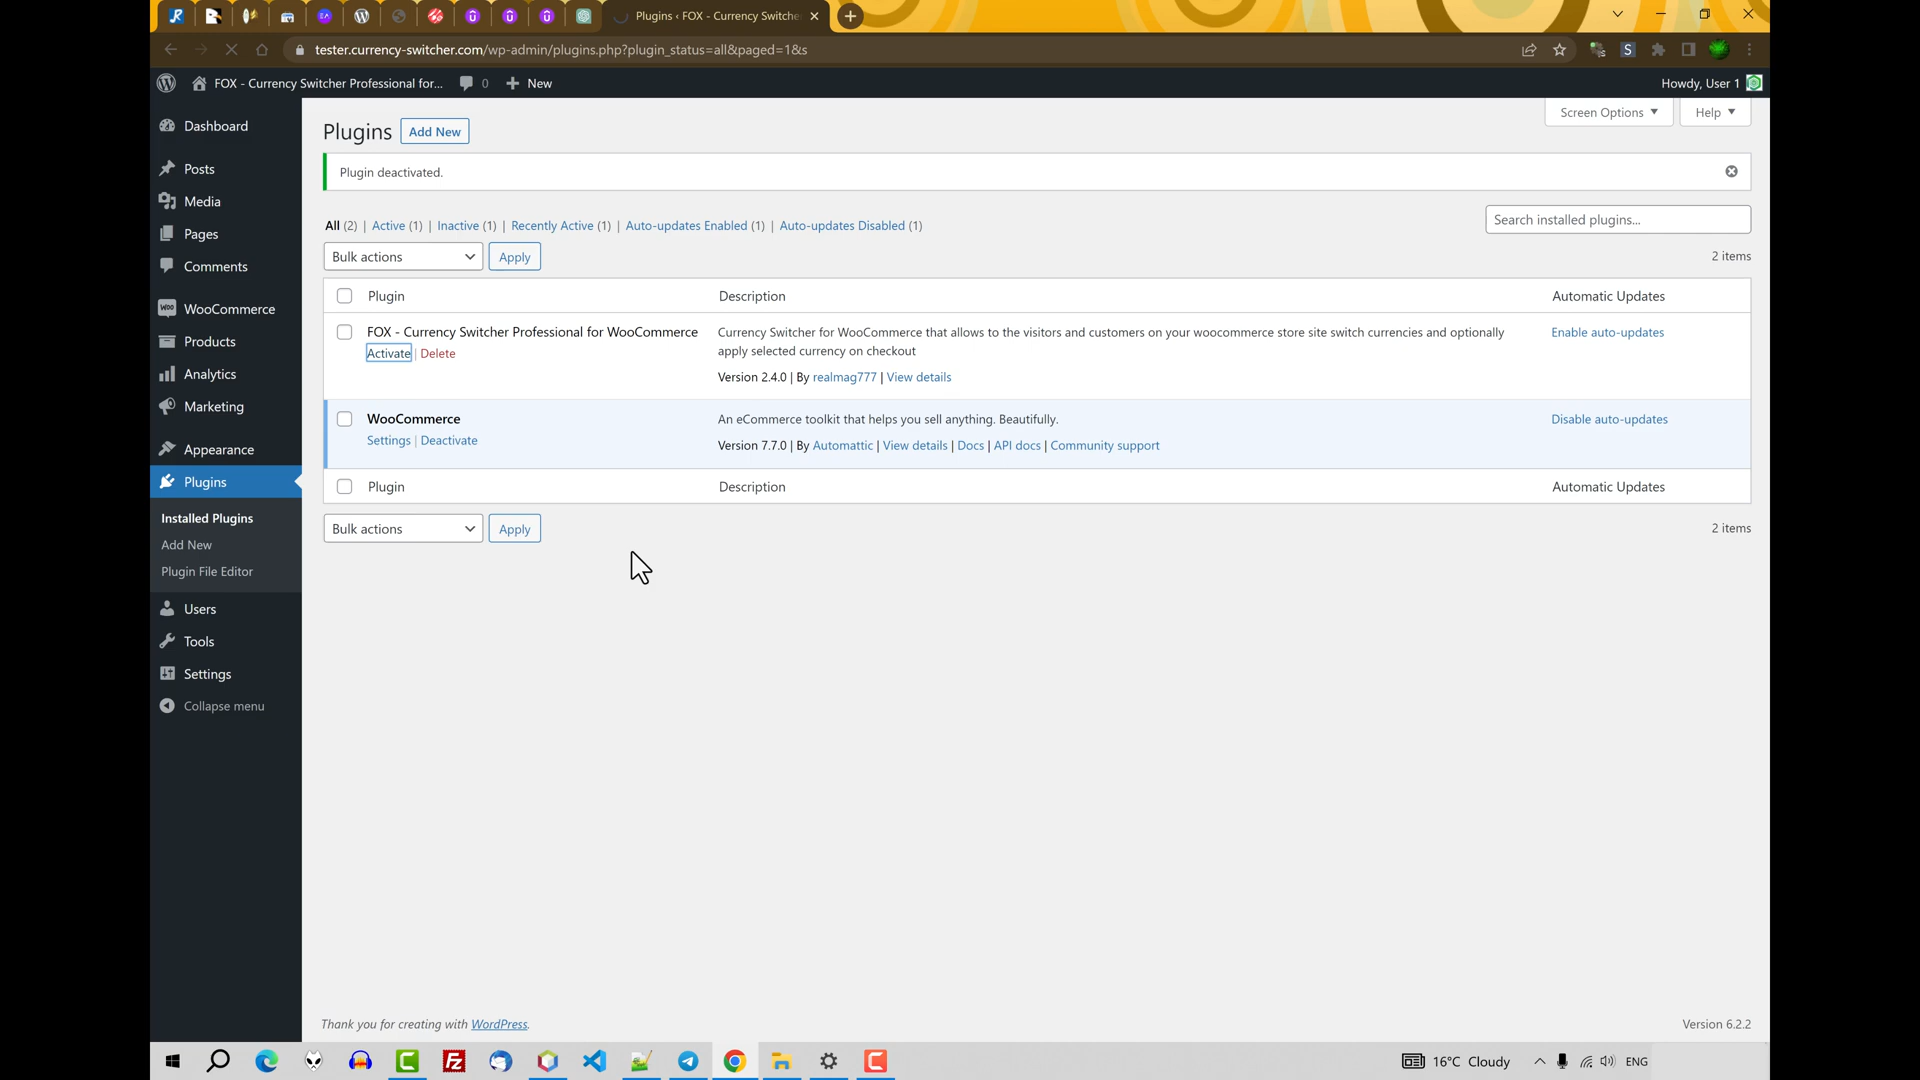 Plugins ‹ FOX - Currency Switche
tester.currency-switcher.com/wp-admin/plugins.php?plugin_status=all&paged=1&s
FOX - Currency Switcher Professional for...
0
New
Howdy, User 1
Dashboard
Posts
Media
Pages
Comments
WooCommerce
Products
Analytics
Marketing
Appearance
Plugins
Installed Plugins
Add New
Plugin File Editor
Users
Tools
Settings
Collapse menu
Screen Options
Help
Plugins
Add New
Plugin deactivated.
All (2) | Active (1) | Inactive (1) | Recently Active (1) | Auto-updates Enabled (1) | Auto-updates Disabled (1)
Search installed plugins...
Bulk actions
Apply
2 items
Plugin
Description
Automatic Updates
FOX - Currency Switcher Professional for WooCommerce
Activate | Delete
Currency Switcher for WooCommerce that allows to the visitors and customers on your woocommerce store site switch currencies and optionally
apply selected currency on checkout
Version 2.4.0 | By realmag777 | View details
Enable auto-updates
WooCommerce
Settings | Deactivate
An eCommerce toolkit that helps you sell anything. Beautifully.
Version 7.7.0 | By Automattic | View details | Docs | API docs | Community support
Disable auto-updates
Plugin
Description
Automatic Updates
Bulk actions
Apply
2 items
Thank you for creating with WordPress.
Version 6.2.2
16°C Cloudy
ENG